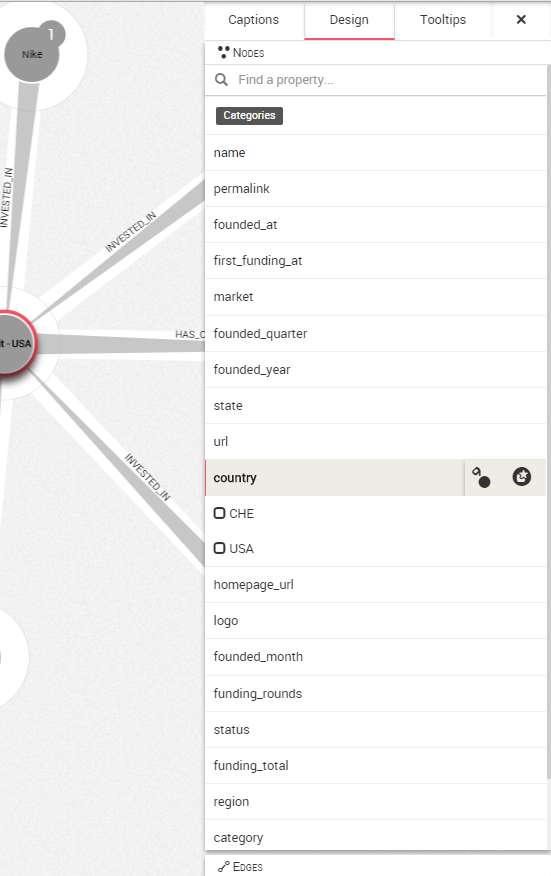 Captions
Design
Tooltips
×
NODES
Find a property...
Categories
name
permalink
founded_at
first_funding_at
market
founded_quarter
founded_year
state
url
country
CHE
USA
homepage_url
logo
founded_month
funding_rounds
status
funding_total
region
category
EDGES
1
Nike
INVESTED_IN
INVESTED_IN
HAS_C
it - USA
INVESTED_IN